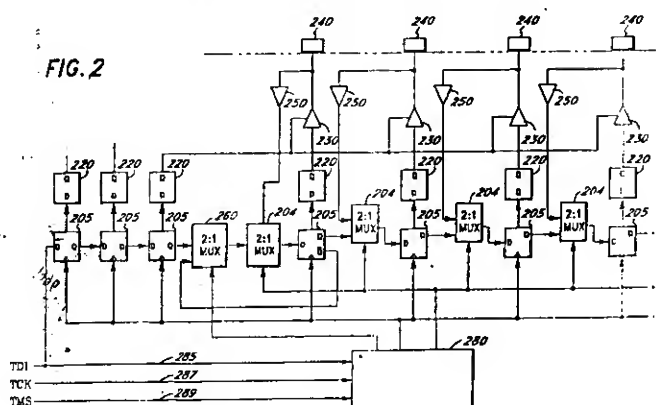 240 240 240 240
FIG. 2
250 250 250 250
230 230 230 230
220 220 220 220 220 220 220
Q Q Q Q Q Q
D D D D D D
204 204 204 204
205 205 205 260 205 205 205 205
2:1 MUX 2:1 MUX 2:1 MUX 2:1 MUX 2:1 MUX
280
TDI 285
TCK 287
TMS 289